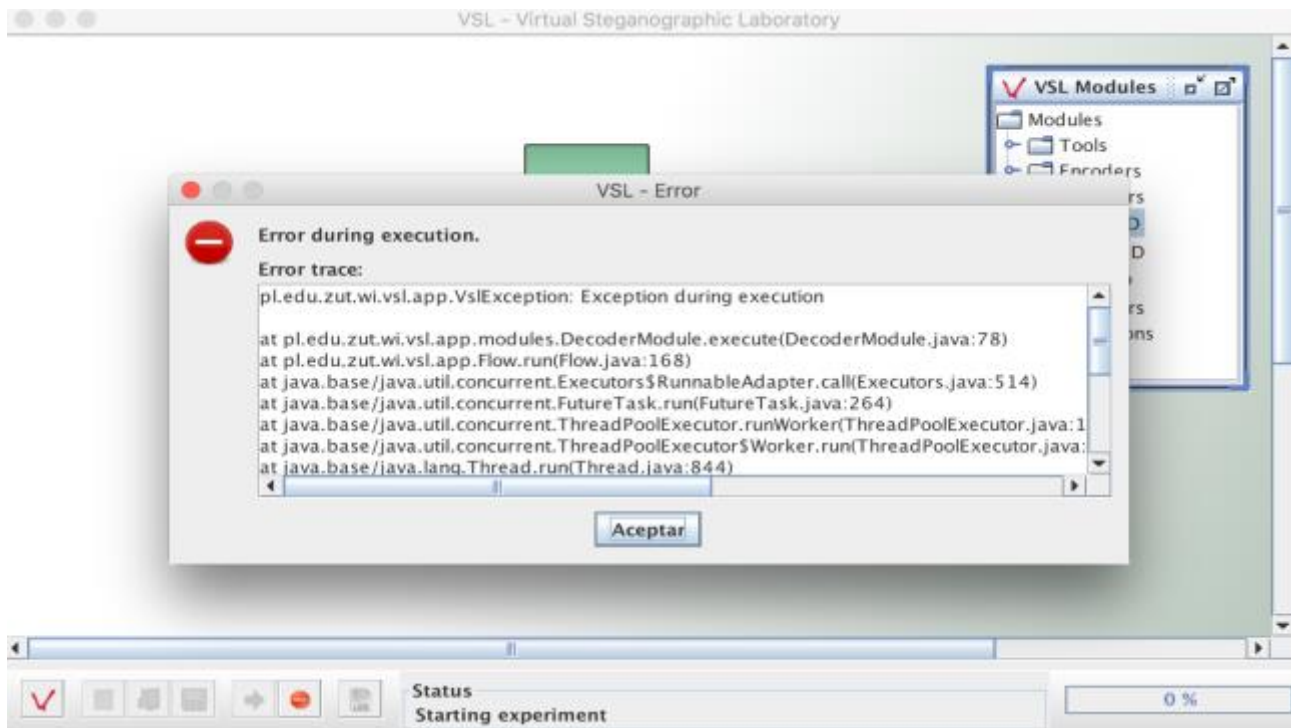 VSL - Virtual Steganographic Laboratory
VSL Modules
Modules
Tools
Encoders
rs
D
D
rs
ons
VSL - Error
Error during execution.
Error trace:
pl.edu.zut.wi.vsl.app.VslException: Exception during execution
at pl.edu.zut.wi.vsl.app.modules.DecoderModule.execute(DecoderModule.java:78)
at pl.edu.zut.wi.vsl.app.Flow.run(Flow.java:168)
at java.base/java.util.concurrent.Executors$RunnableAdapter.call(Executors.java:514)
at java.base/java.util.concurrent.FutureTask.run(FutureTask.java:264)
at java.base/java.util.concurrent.ThreadPoolExecutor.runWorker(ThreadPoolExecutor.java:1
at java.base/java.util.concurrent.ThreadPoolExecutor$Worker.run(ThreadPoolExecutor.java:
at java.base/java.lang.Thread.run(Thread.java:844)
Aceptar
Status
Starting experiment
0 %